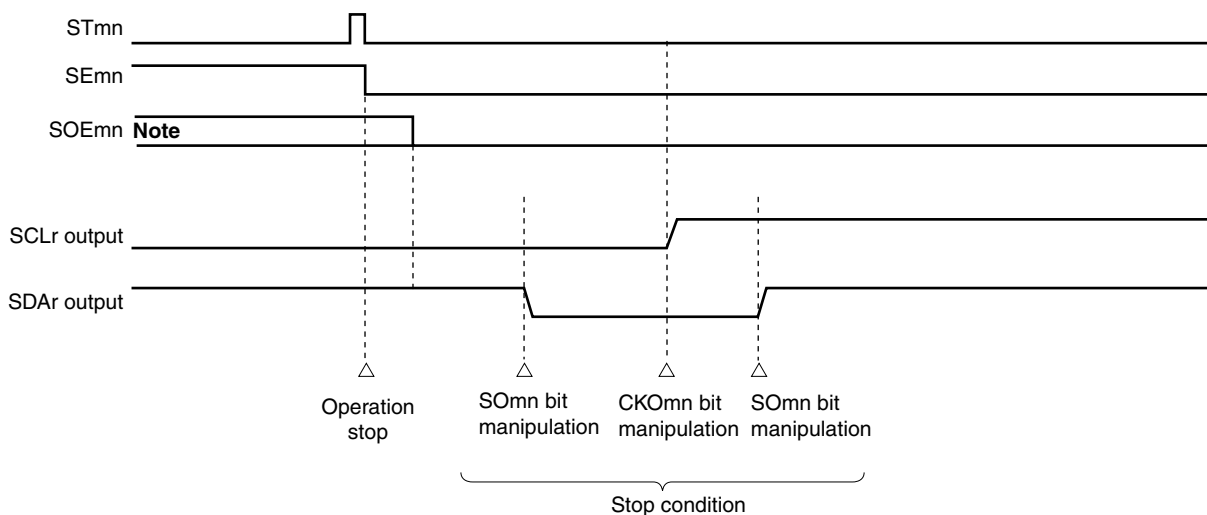 STmn
SEmn
SOEmn Note
SCLr output
SDAr output
Operation
stop
SOmn bit
manipulation
CKOmn bit
manipulation
SOmn bit
manipulation
Stop condition